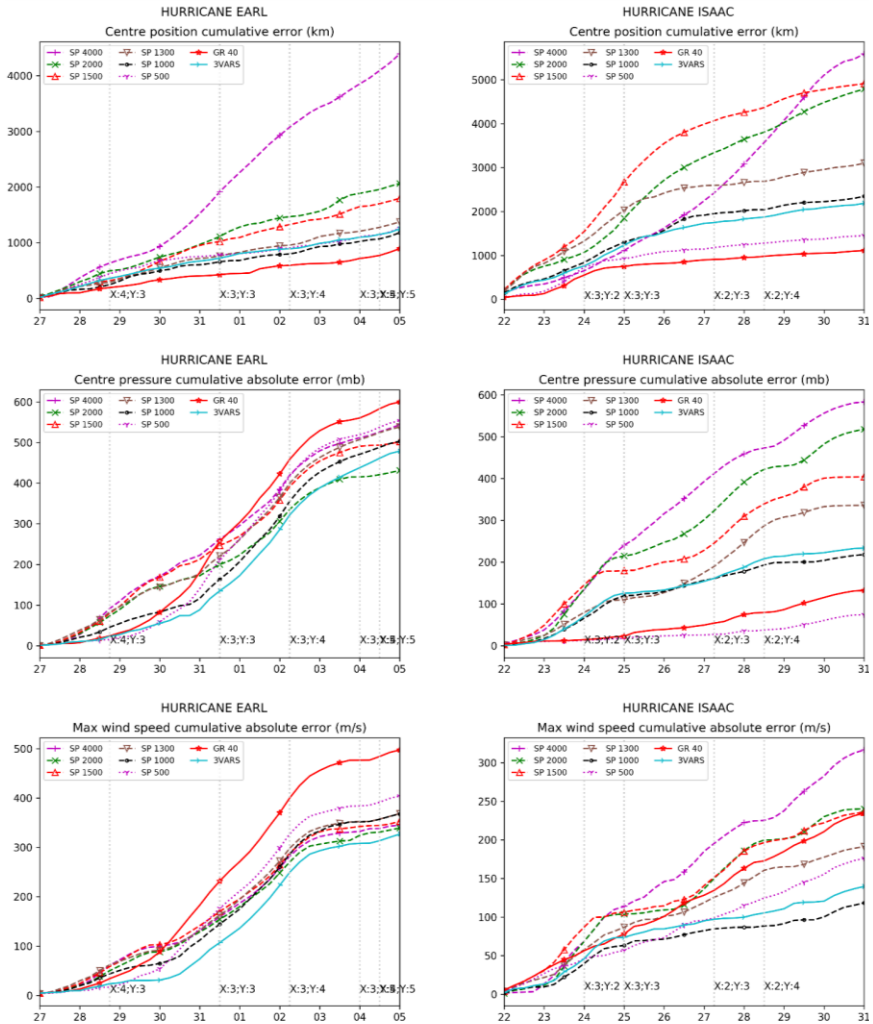 HURRICANE EARL
Centre position cumulative error (km)
SP 4000 SP 1300 GR 40
SP 2000 SP 1000 3VARS
SP 1500 SP 500
4000
3000
2000
1000
0
X:4;Y:3 X:3;Y:3 X:3;Y:4
27 28 29 30 31 01 02 03 04 05
HURRICANE ISAAC
Centre position cumulative error (km)
SP 4000 SP 1300 GR 40
SP 2000 SP 1000 3VARS
SP 1500 SP 500
5000
4000
3000
2000
1000
0
X:3;Y:2 X:3;Y:3 X:2;Y:3 X:2;Y:4
22 23 24 25 26 27 28 29 30 31
HURRICANE EARL
Centre pressure cumulative absolute error (mb)
SP 4000 SP 1300 GR 40
SP 2000 SP 1000 3VARS
SP 1500 SP 500
600
500
400
300
200
100
0
X:4;Y:3 X:3;Y:3 X:3;Y:4
27 28 29 30 31 01 02 03 04 05
HURRICANE ISAAC
Centre pressure cumulative absolute error (mb)
SP 4000 SP 1300 GR 40
SP 2000 SP 1000 3VARS
SP 1500 SP 500
600
500
400
300
200
100
0
X:3;Y:2 X:3;Y:3 X:2;Y:3 X:2;Y:4
22 23 24 25 26 27 28 29 30 31
HURRICANE EARL
Max wind speed cumulative absolute error (m/s)
SP 4000 SP 1300 GR 40
SP 2000 SP 1000 3VARS
SP 1500 SP 500
500
400
300
200
100
0
X:4;Y:3 X:3;Y:3 X:3;Y:4
27 28 29 30 31 01 02 03 04 05
HURRICANE ISAAC
Max wind speed cumulative absolute error (m/s)
SP 4000 SP 1300 GR 40
SP 2000 SP 1000 3VARS
SP 1500 SP 500
300
250
200
150
100
50
0
X:3;Y:2 X:3;Y:3 X:2;Y:3 X:2;Y:4
22 23 24 25 26 27 28 29 30 31